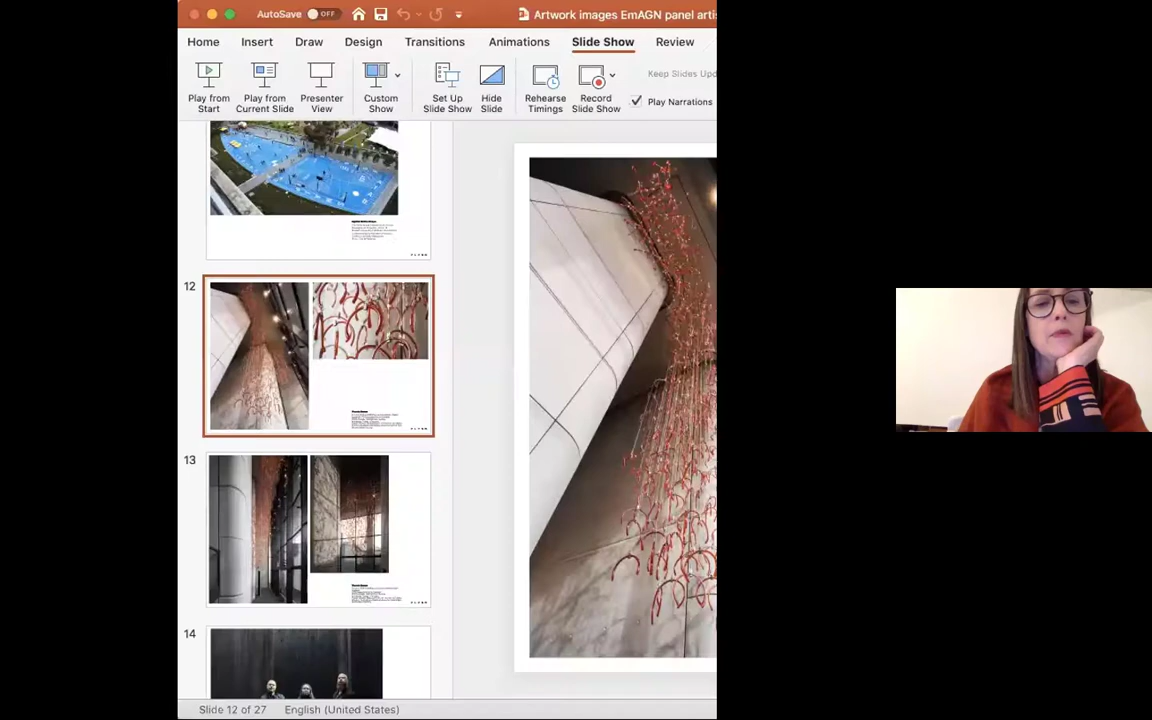 AutoSave OFF
Artwork images EmAGN panel artis
Home Insert Draw Design Transitions Animations Slide Show Review
Play from Start
Play from Current Slide
Presenter View
Custom Show
Set Up Slide Show
Hide Slide
Rehearse Timings
Record Slide Show
Keep Slides Upd
Play Narrations
12
13
14
Slide 12 of 27 English (United States)